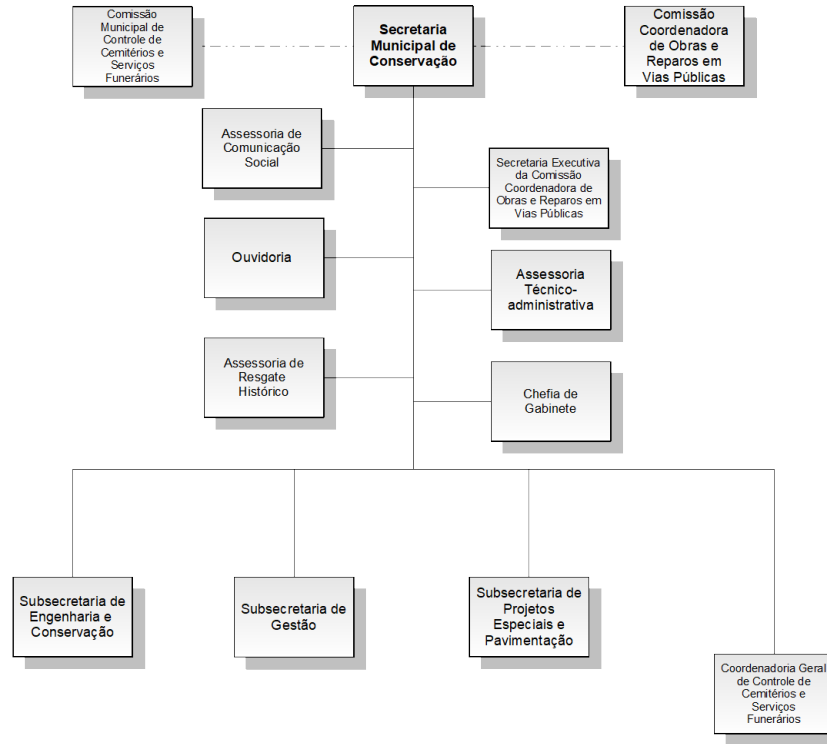 Comissão
Municipal de
Controle de
Cemitérios e
Serviços
Funerários
Secretaria
Municipal de
Conservação
Comissão
Coordenadora
de Obras e
Reparos em
Vias Públicas
Assessoria de
Comunicação
Social
Secretaria Executiva
da Comissão
Coordenadora de
Obras e Reparos em
Vias Públicas
Ouvidoria
Assessoria
Técnico-
administrativa
Assessoria de
Resgate
Histórico
Chefia de
Gabinete
Subsecretaria de
Engenharia e
Conservação
Subsecretaria de
Gestão
Subsecretaria de
Projetos
Especiais e
Pavimentação
Coordenadoria Geral
de Controle de
Cemitérios e
Serviços
Funerários